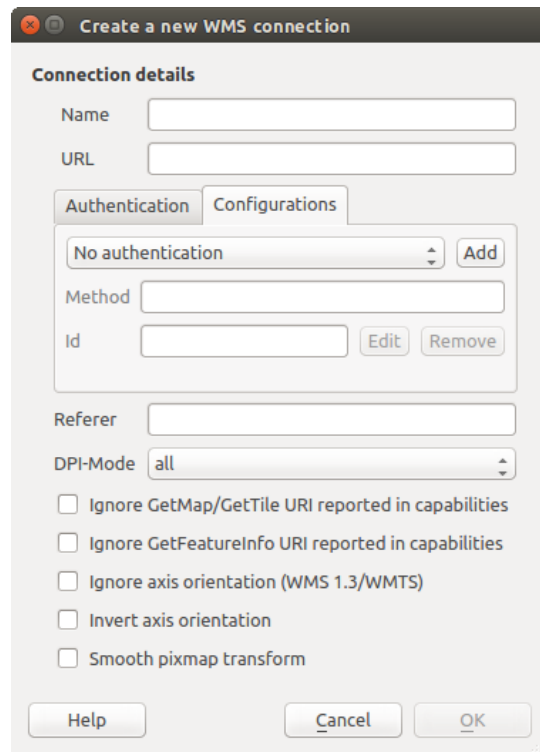 Create a new WMS connection
Connection details
Name
URL
Authentication Configurations
No authentication Add
Method
Id Edit Remove
Referer
DPI-Mode all
Ignore GetMap/GetTile URI reported in capabilities
Ignore GetFeatureInfo URI reported in capabilities
Ignore axis orientation (WMS 1.3/WMTS)
Invert axis orientation
Smooth pixmap transform
Help Cancel OK